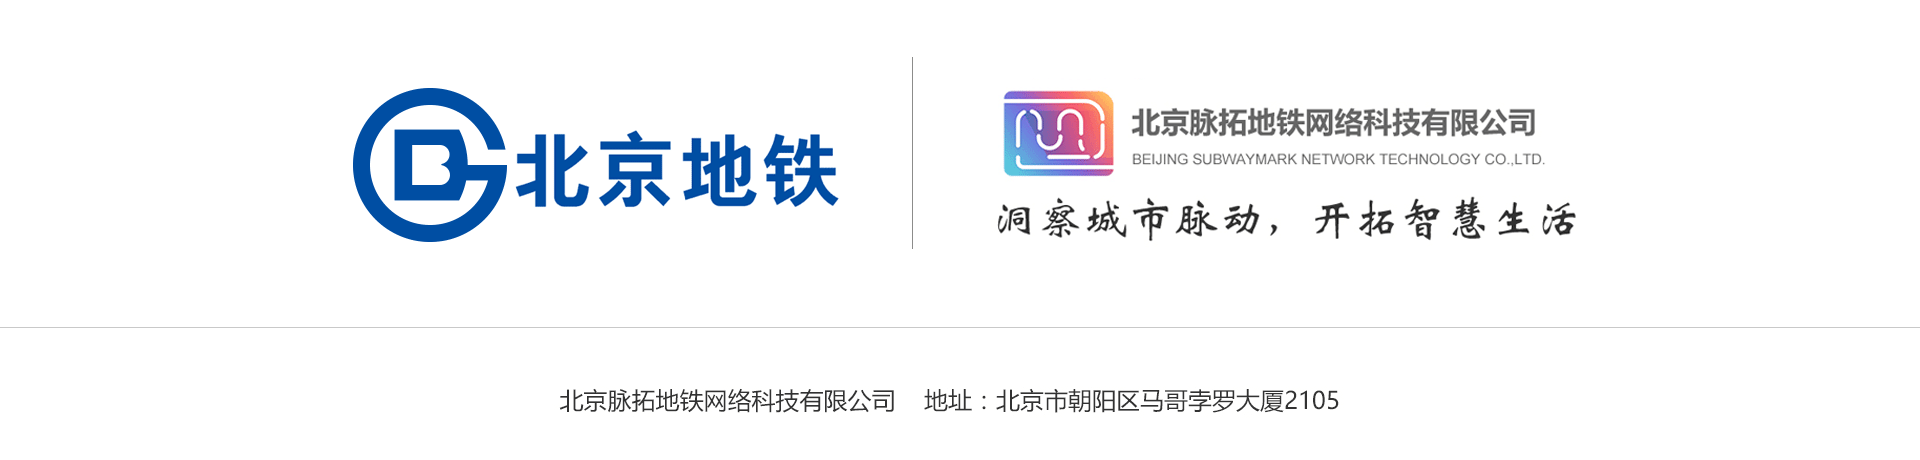 北京地铁
北京脉拓地铁网络科技有限公司
BEIJING SUBWAYMARK NETWORK TECHNOLOGY CO.,LTD.
洞察城市脉动，开拓智慧生活
北京脉拓地铁网络科技有限公司 地址：北京市朝阳区马哥孛罗大厦2105